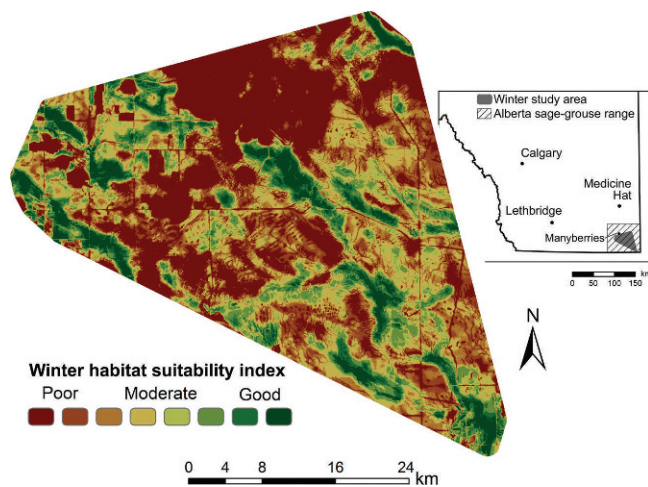 Winter study area
Alberta sage-grouse range
Calgary
Medicine
Hat
Lethbridge
Manyberries
0 50 100 150
km
N
Winter habitat suitability index
Poor Moderate Good
0 4 8 16 24
km